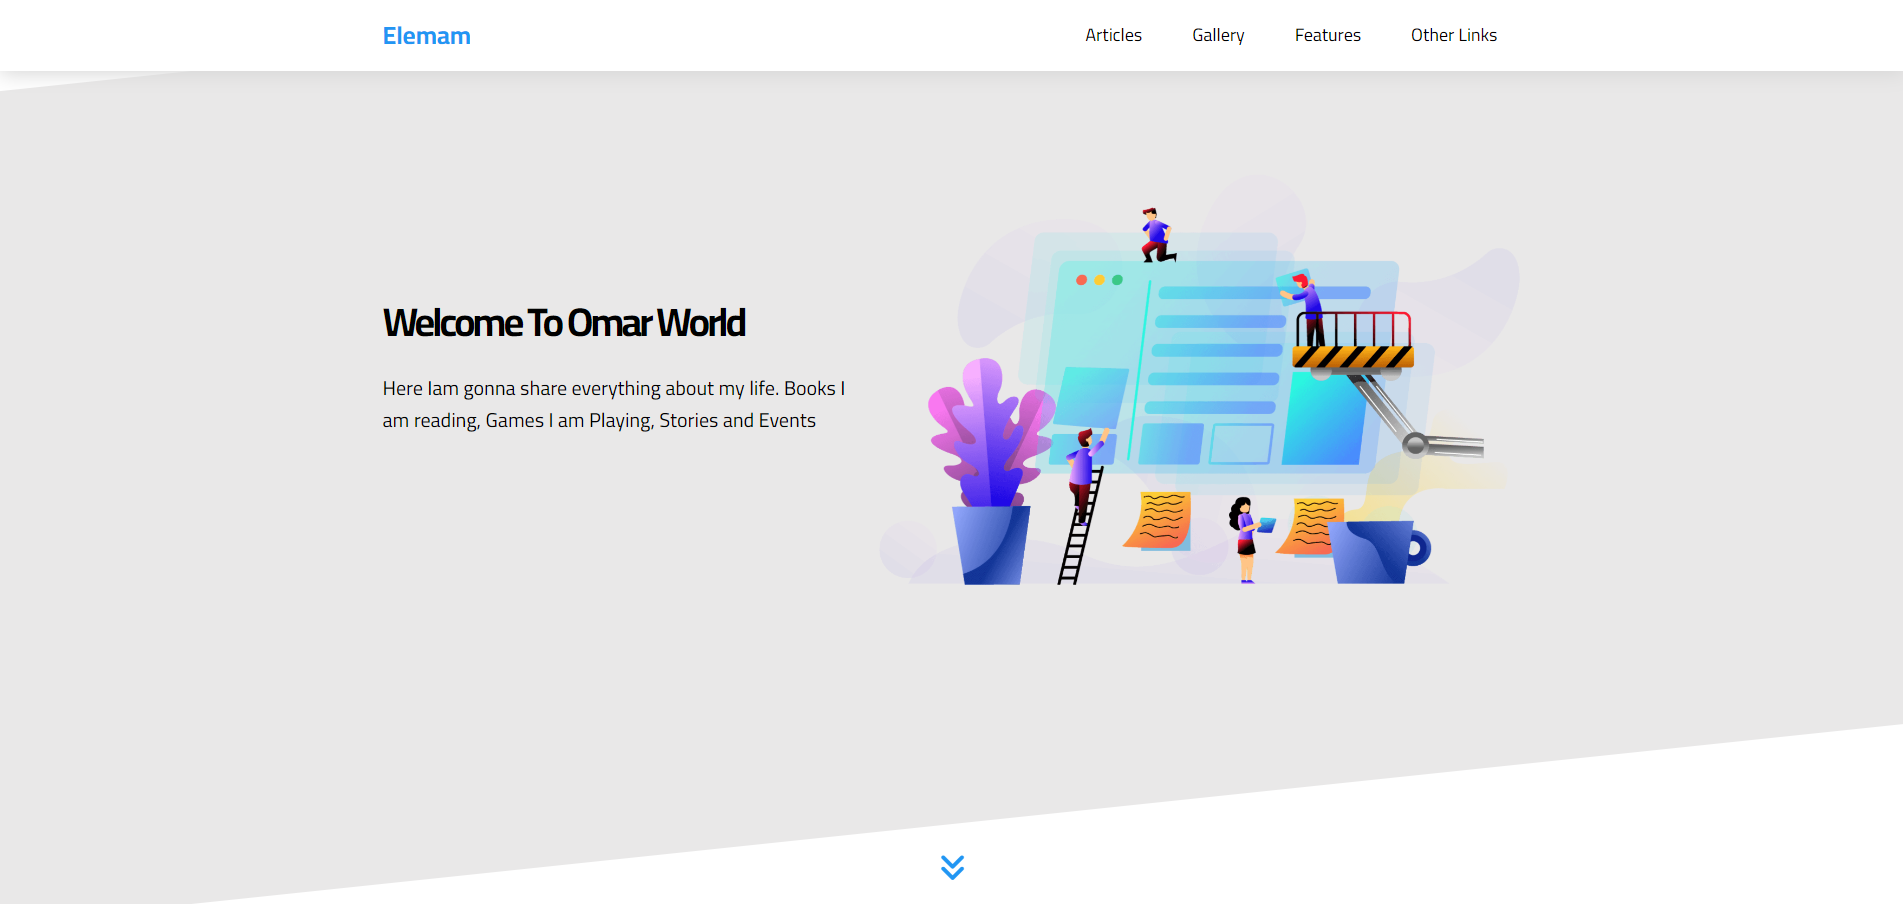 Elemam
Articles
Gallery
Features
Other Links
Welcome To Omar World
Here Iam gonna share everything about my life. Books I
am reading, Games I am Playing, Stories and Events